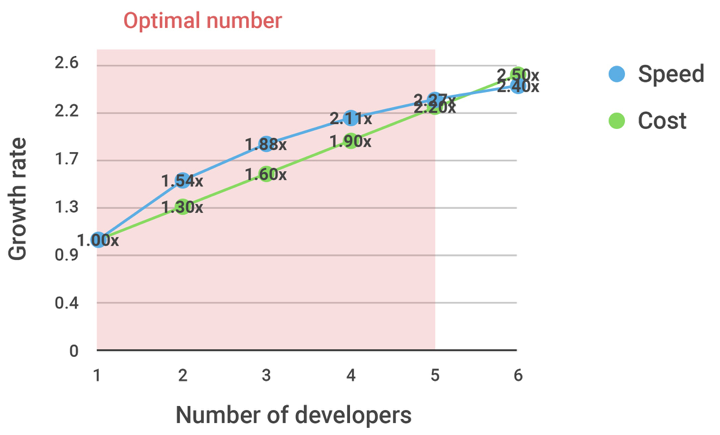 Optimal number
2.6
2.2
1.7
1.3
0.9
0.4
0
Growth rate
1.00x
1.54x
1.30x
1.88x
1.60x
2.11x
1.90x
2.27x
2.20x
2.50x
2.40x
1
2
3
4
5
6
Number of developers
Speed
Cost